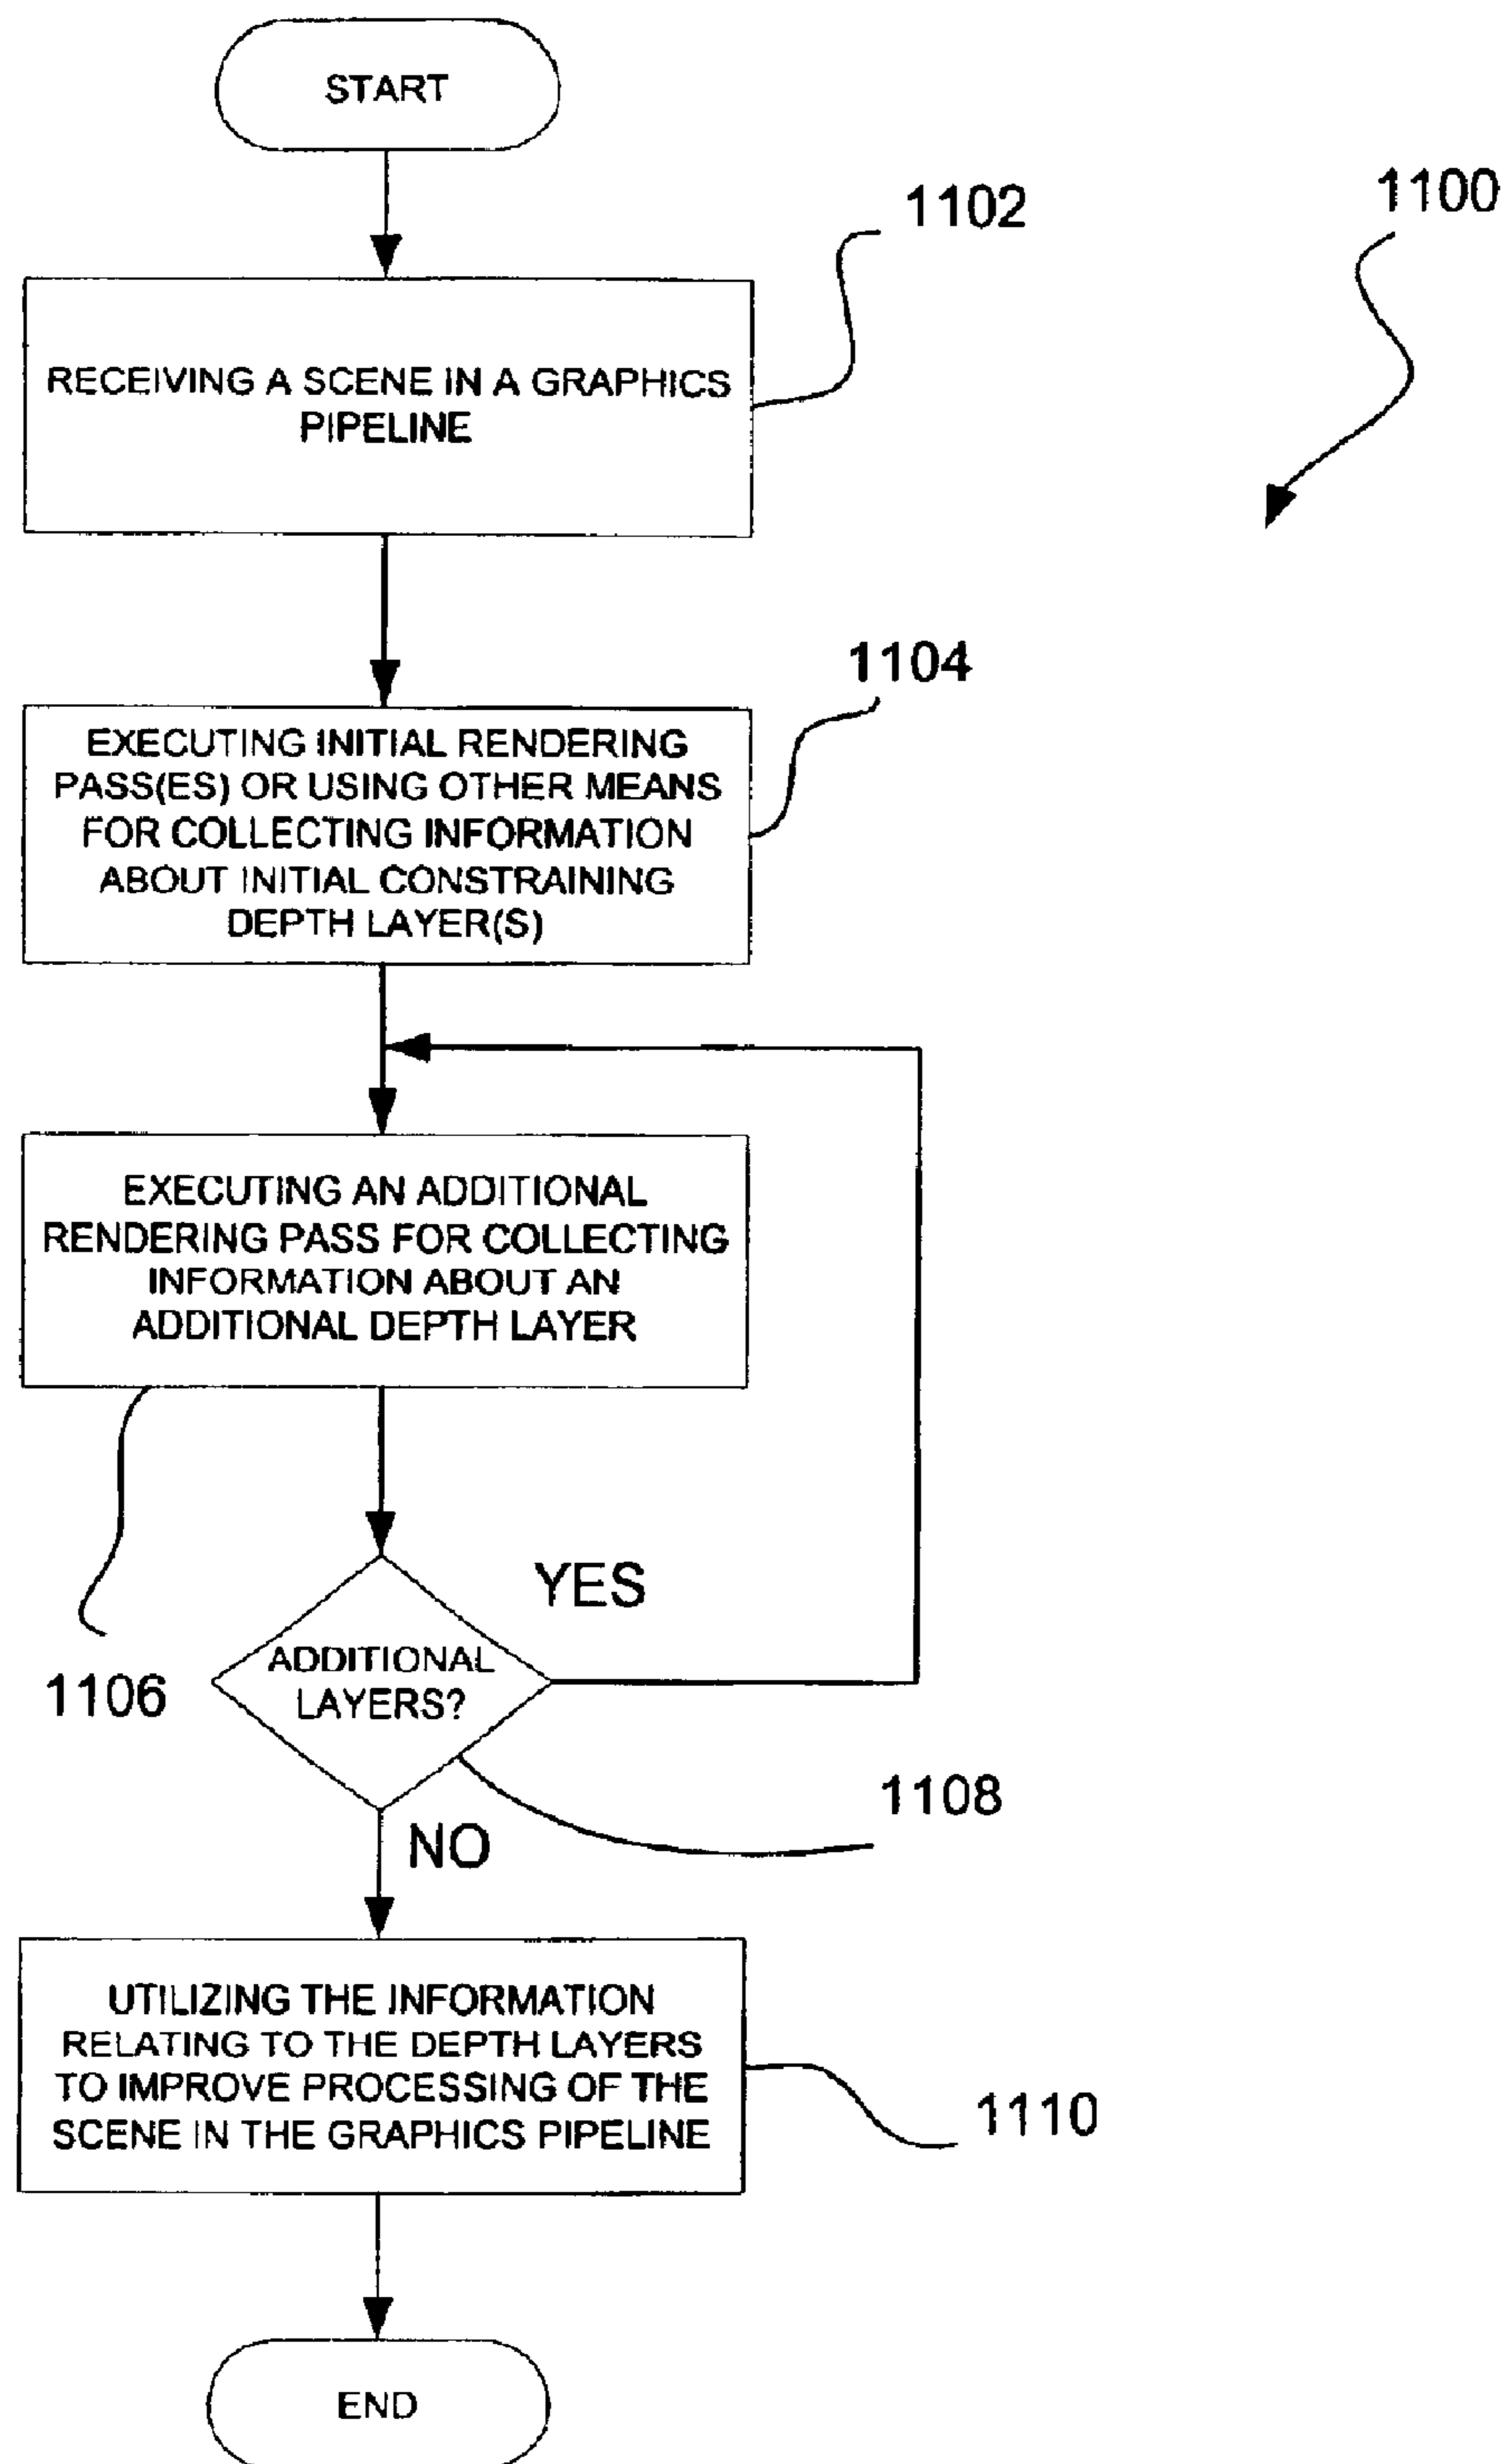 START
1102
1100
RECEIVING A SCENE IN A GRAPHICS
PIPELINE
1104
EXECUTING INITIAL RENDERING
PASS(ES) OR USING OTHER MEANS
FOR COLLECTING INFORMATION
ABOUT INITIAL CONSTRAINING
DEPTH LAYER(S)
EXECUTING AN ADDITIONAL
RENDERING PASS FOR COLLECTING
INFORMATION ABOUT AN
ADDITIONAL DEPTH LAYER
YES
ADDITIONAL
LAYERS?
1106
1108
NO
UTILIZING THE INFORMATION
RELATING TO THE DEPTH LAYERS
TO IMPROVE PROCESSING OF THE
SCENE IN THE GRAPHICS PIPELINE
1110
END